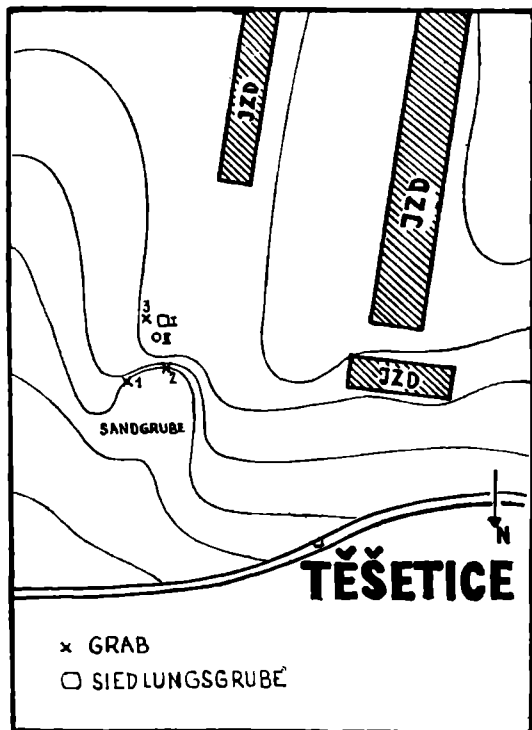 JZD
JZD
3
I
II
1
2
JZD
SANDGRUBE
N
TĚŠETICE
GRAB
SIEDLUNGSGRUBE